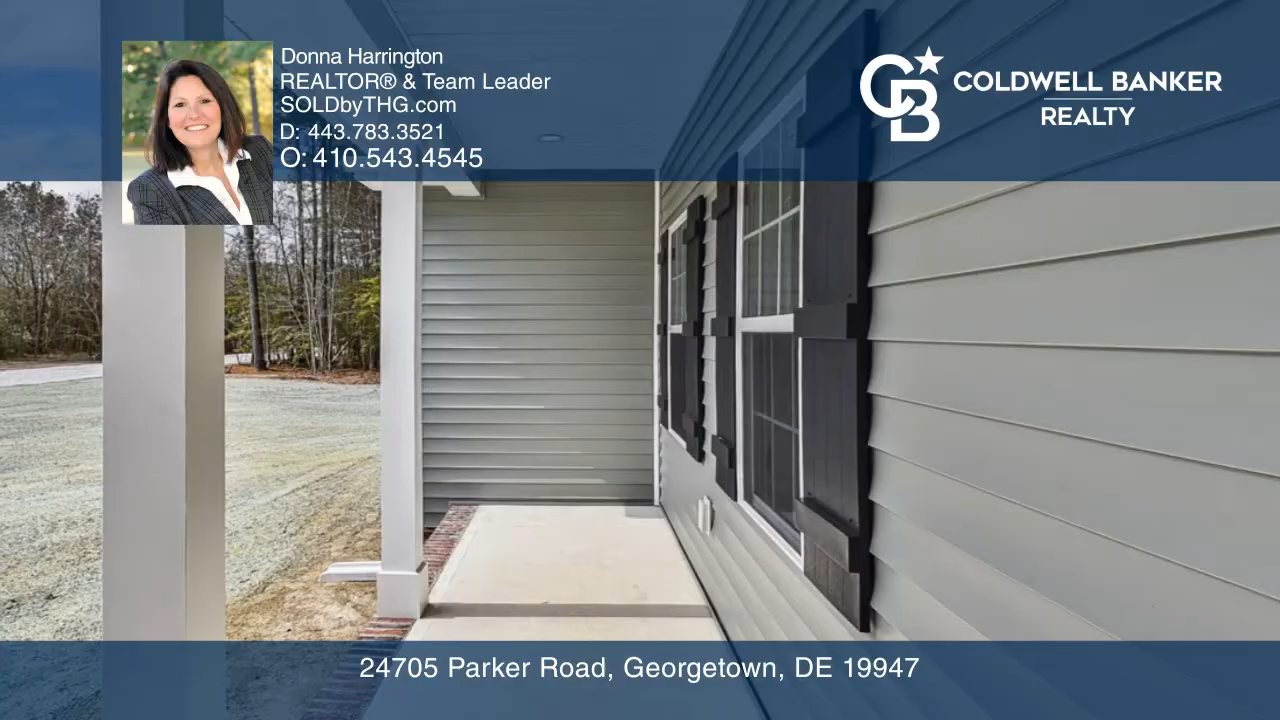 Donna Harrington
REALTOR® & Team Leader
SOLDbyTHG.com
D: 443.783.3521
O: 410.543.4545
CB
COLDWELL BANKER
REALTY
24705 Parker Road, Georgetown, DE 19947